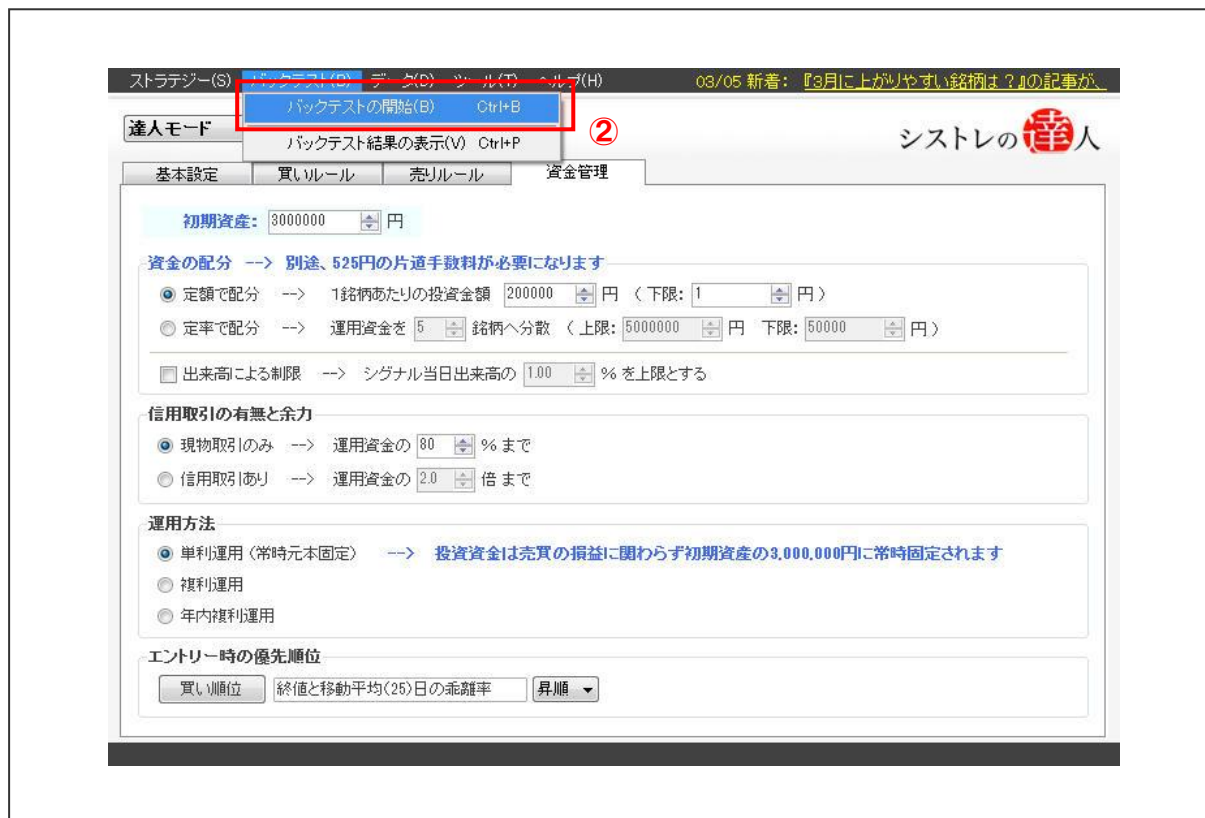 ストラテジー(S) バックテスト(B) データ(D) ツール(T) ヘルプ(H) 03/05 新着: 『3月に上がりやすい銘柄は?』の記事が、
バックテストの開始(B) Ctrl+B
②
達人モード
バックテスト結果の表示(V) Ctrl+P
シストレの達人
基本設定 買いルール 売りルール 資金管理
初期資産: 3000000 円
資金の配分 --> 別途、525円の片道手数料が必要になります
定額で配分 --> 1銘柄あたりの投資金額 200000 円 (下限: 1 円)
定率で配分 --> 運用資金を 5 銘柄へ分散 (上限: 5000000 円 下限: 50000 円)
出来高による制限 --> シグナル当日出来高の 1.00 % を上限とする
信用取引の有無と余力
現物取引のみ --> 運用資金の 80 % まで
信用取引あり --> 運用資金の 2.0 倍 まで
運用方法
単利運用(常時元本固定) --> 投資資金は売買の損益に関わらず初期資産の3,000,000円に常時固定されます
複利運用
年内複利運用
エントリー時の優先順位
買い順位 終値と移動平均(25)日の乖離率 昇順